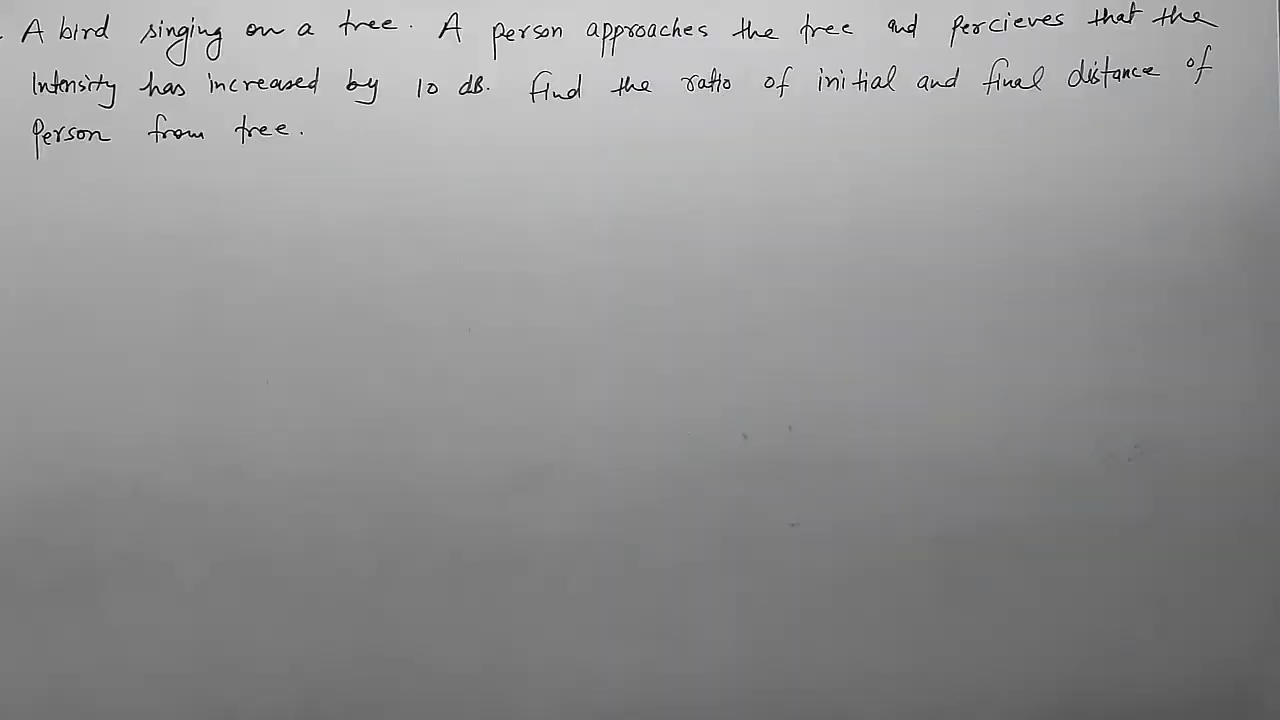 . A bird singing on a tree. A person approaches the tree and percieves that the
Intensity has increased by 10 dB. find the ratio of initial and final distance of
person from tree.